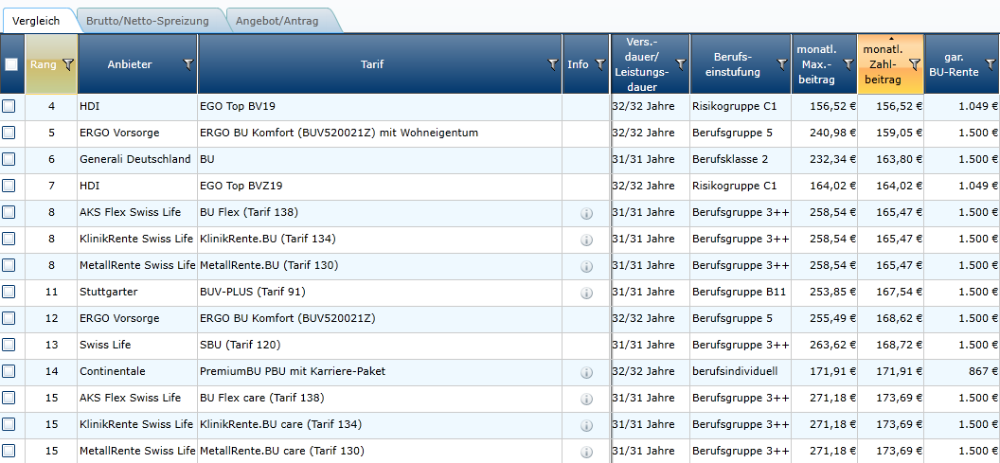 Vergleich Brutto/Netto-Spreizung Angebot/Antrag
Rang Anbieter Tarif Info Vers.-dauer/Leistungs-dauer Berufs-einstufung monatl. Max.-beitrag monatl. Zahl-beitrag gar. BU-Rente
4 HDI EGO Top BV19 32/32 Jahre Risikogruppe C1 156,52 € 156,52 € 1.049 €
5 ERGO Vorsorge ERGO BU Komfort (BUV520021Z) mit Wohneigentum 32/32 Jahre Berufsgruppe 5 240,98 € 159,05 € 1.500 €
6 Generali Deutschland BU 31/31 Jahre Berufsklasse 2 232,34 € 163,80 € 1.500 €
7 HDI EGO Top BVZ19 32/32 Jahre Risikogruppe C1 164,02 € 164,02 € 1.049 €
8 AKS Flex Swiss Life BU Flex (Tarif 138) 31/31 Jahre Berufsgruppe 3++ 258,54 € 165,47 € 1.500 €
8 KlinikRente Swiss Life KlinikRente.BU (Tarif 134) 31/31 Jahre Berufsgruppe 3++ 258,54 € 165,47 € 1.500 €
8 MetallRente Swiss Life MetallRente.BU (Tarif 130) 31/31 Jahre Berufsgruppe 3++ 258,54 € 165,47 € 1.500 €
11 Stuttgarter BUV-PLUS (Tarif 91) 31/31 Jahre Berufsgruppe B11 253,85 € 167,54 € 1.500 €
12 ERGO Vorsorge ERGO BU Komfort (BUV520021Z) 32/32 Jahre Berufsgruppe 5 255,49 € 168,62 € 1.500 €
13 Swiss Life SBU (Tarif 120) 31/31 Jahre Berufsgruppe 3++ 263,62 € 168,72 € 1.500 €
14 Continentale PremiumBU PBU mit Karriere-Paket 32/32 Jahre berufsindividuell 171,91 € 171,91 € 867 €
15 AKS Flex Swiss Life BU Flex care (Tarif 138) 31/31 Jahre Berufsgruppe 3++ 271,18 € 173,69 € 1.500 €
15 KlinikRente Swiss Life KlinikRente.BU care (Tarif 134) 31/31 Jahre Berufsgruppe 3++ 271,18 € 173,69 € 1.500 €
15 MetallRente Swiss Life MetallRente.BU care (Tarif 130) 31/31 Jahre Berufsgruppe 3++ 271,18 € 173,69 € 1.500 €